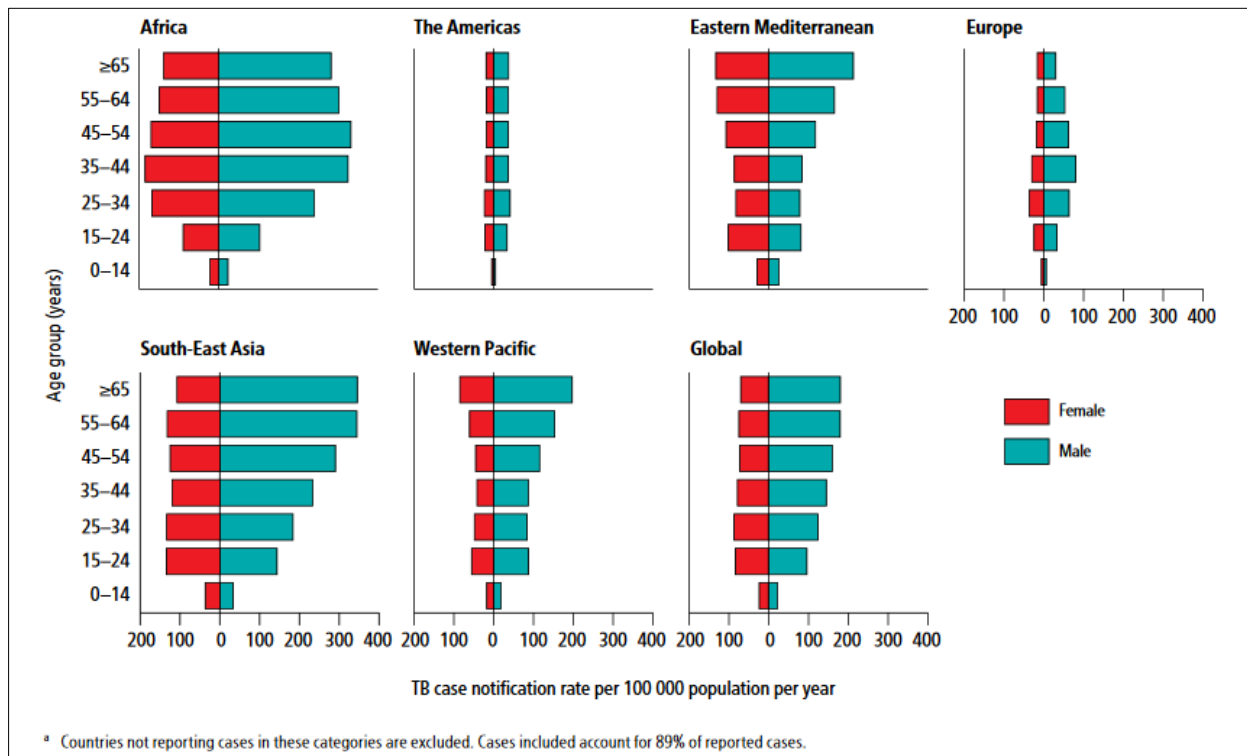 Africa The Americas Eastern Mediterranean Europe
≥65
55–64
45–54
35–44
25–34
15–24
0–14
200 100 0 100 200 300 400
Age group (years)
South-East Asia Western Pacific Global
≥65
55–64
45–54
35–44
25–34
15–24
0–14
Female
Male
200 100 0 100 200 300 400 200 100 0 100 200 300 400 200 100 0 100 200 300 400
TB case notification rate per 100 000 population per year
ª Countries not reporting cases in these categories are excluded. Cases included account for 89% of reported cases.